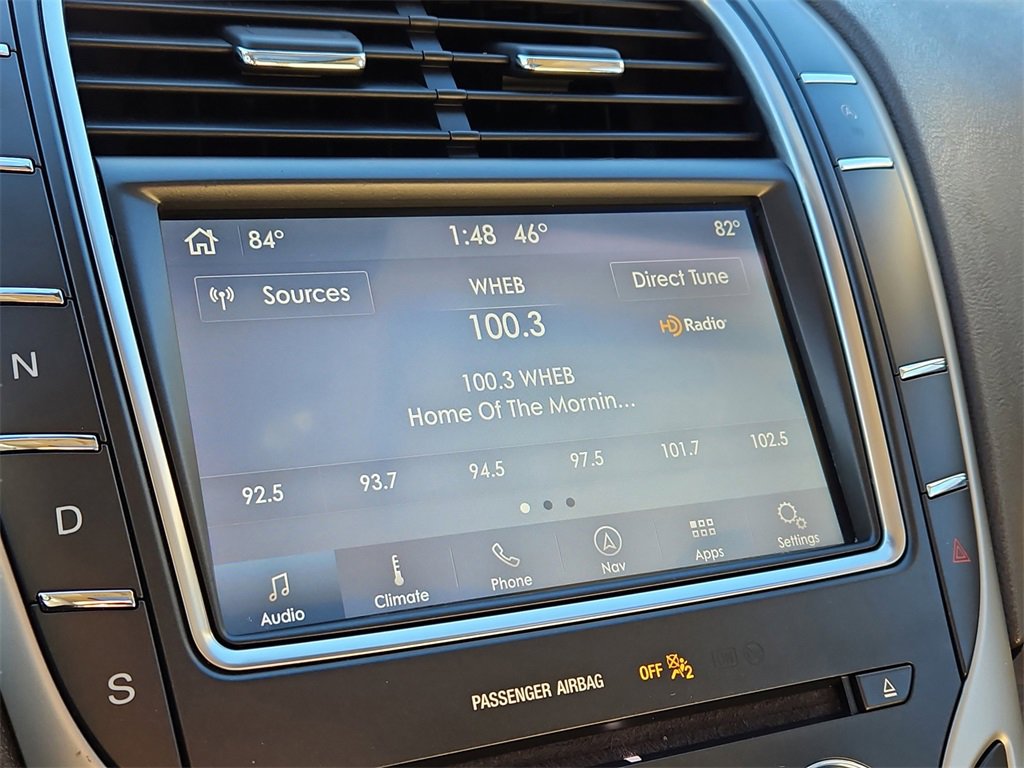 84° 1:48 46° 82°
Sources WHEB Direct Tune
100.3 HD Radio
100.3 WHEB
Home Of The Mornin...
92.5 93.7 94.5 97.5 101.7 102.5
Audio Climate Phone Nav Apps Settings
N
D
S
PASSENGER AIRBAG OFF 2